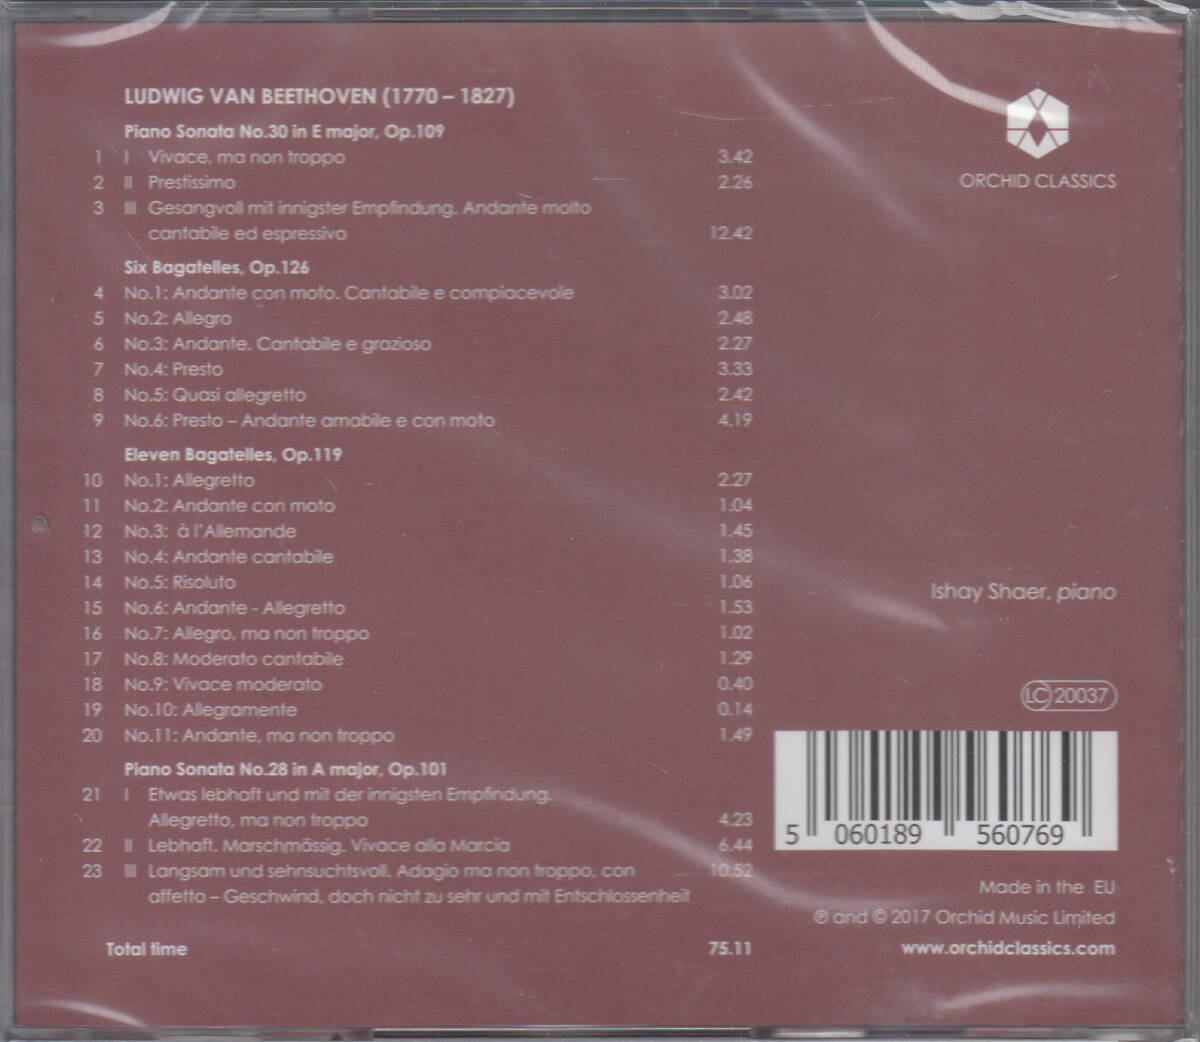 LUDWIG VAN BEETHOVEN (1770 – 1827)
Piano Sonata No.30 in E major, Op.109
1 I Vivace, ma non troppo 3.42
2 II Prestissimo 2.26
3 III Gesangvoll mit innigster Empfindung. Andante molto
cantabile ed espressivo 12.42
Six Bagatelles, Op.126
4 No.1: Andante con moto. Cantabile e compiacevole 3.02
5 No.2: Allegro 2.48
6 No.3: Andante. Cantabile e grazioso 2.27
7 No.4: Presto 3.33
8 No.5: Quasi allegretto 2.42
9 No.6: Presto – Andante amabile e con moto 4.19
Eleven Bagatelles, Op.119
10 No.1: Allegretto 2.27
11 No.2: Andante con moto 1.04
12 No.3: à l'Allemande 1.45
13 No.4: Andante cantabile 1.38
14 No.5: Risoluto 1.06
15 No.6: Andante - Allegretto 1.53
16 No.7: Allegro, ma non troppo 1.02
17 No.8: Moderato cantabile 1.29
18 No.9: Vivace moderato 0.40
19 No.10: Allegramente 0.14
20 No.11: Andante, ma non troppo 1.49
Piano Sonata No.28 in A major, Op.101
21 I Etwas lebhaft und mit der innigsten Empfindung.
Allegretto, ma non troppo 4.23
22 II Lebhaft. Marschmässig. Vivace alla Marcia 6.44
23 III Langsam und sehnsuchtsvoll. Adagio ma non troppo, con 10.52
affetto – Geschwind, doch nicht zu sehr und mit Entschlossenheit
Total time 75.11
ORCHID CLASSICS
Ishay Shaer, piano
LC 20037
5 060189 560769
Made in the EU
℗ and © 2017 Orchid Music Limited
www.orchidclassics.com